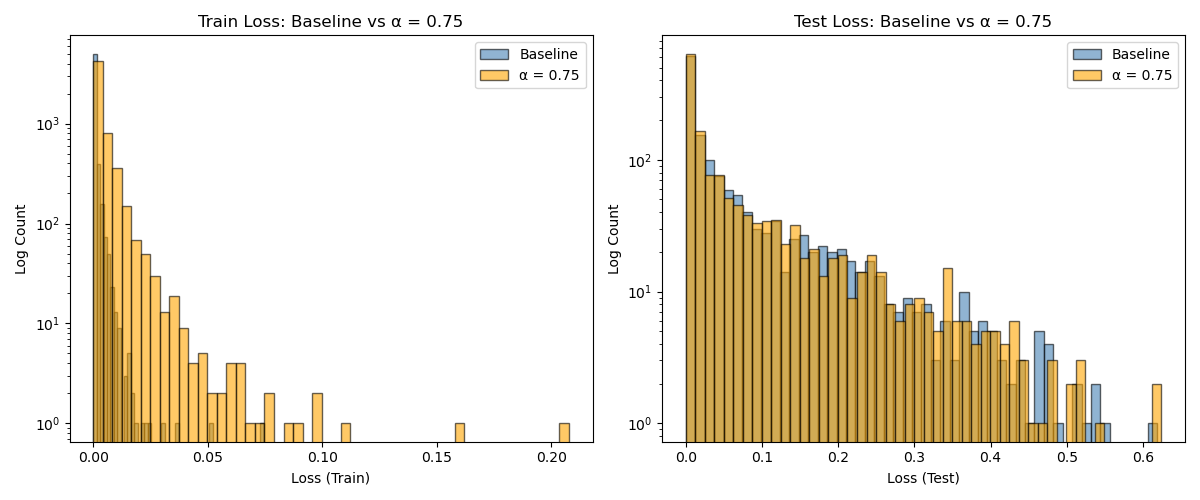 Train Loss: Baseline vs α = 0.75
Baseline
α = 0.75
Log Count
10³
10²
10¹
10⁰
0.00 0.05 0.10 0.15 0.20
Loss (Train)
Test Loss: Baseline vs α = 0.75
Baseline
α = 0.75
Log Count
10²
10¹
10⁰
0.0 0.1 0.2 0.3 0.4 0.5 0.6
Loss (Test)